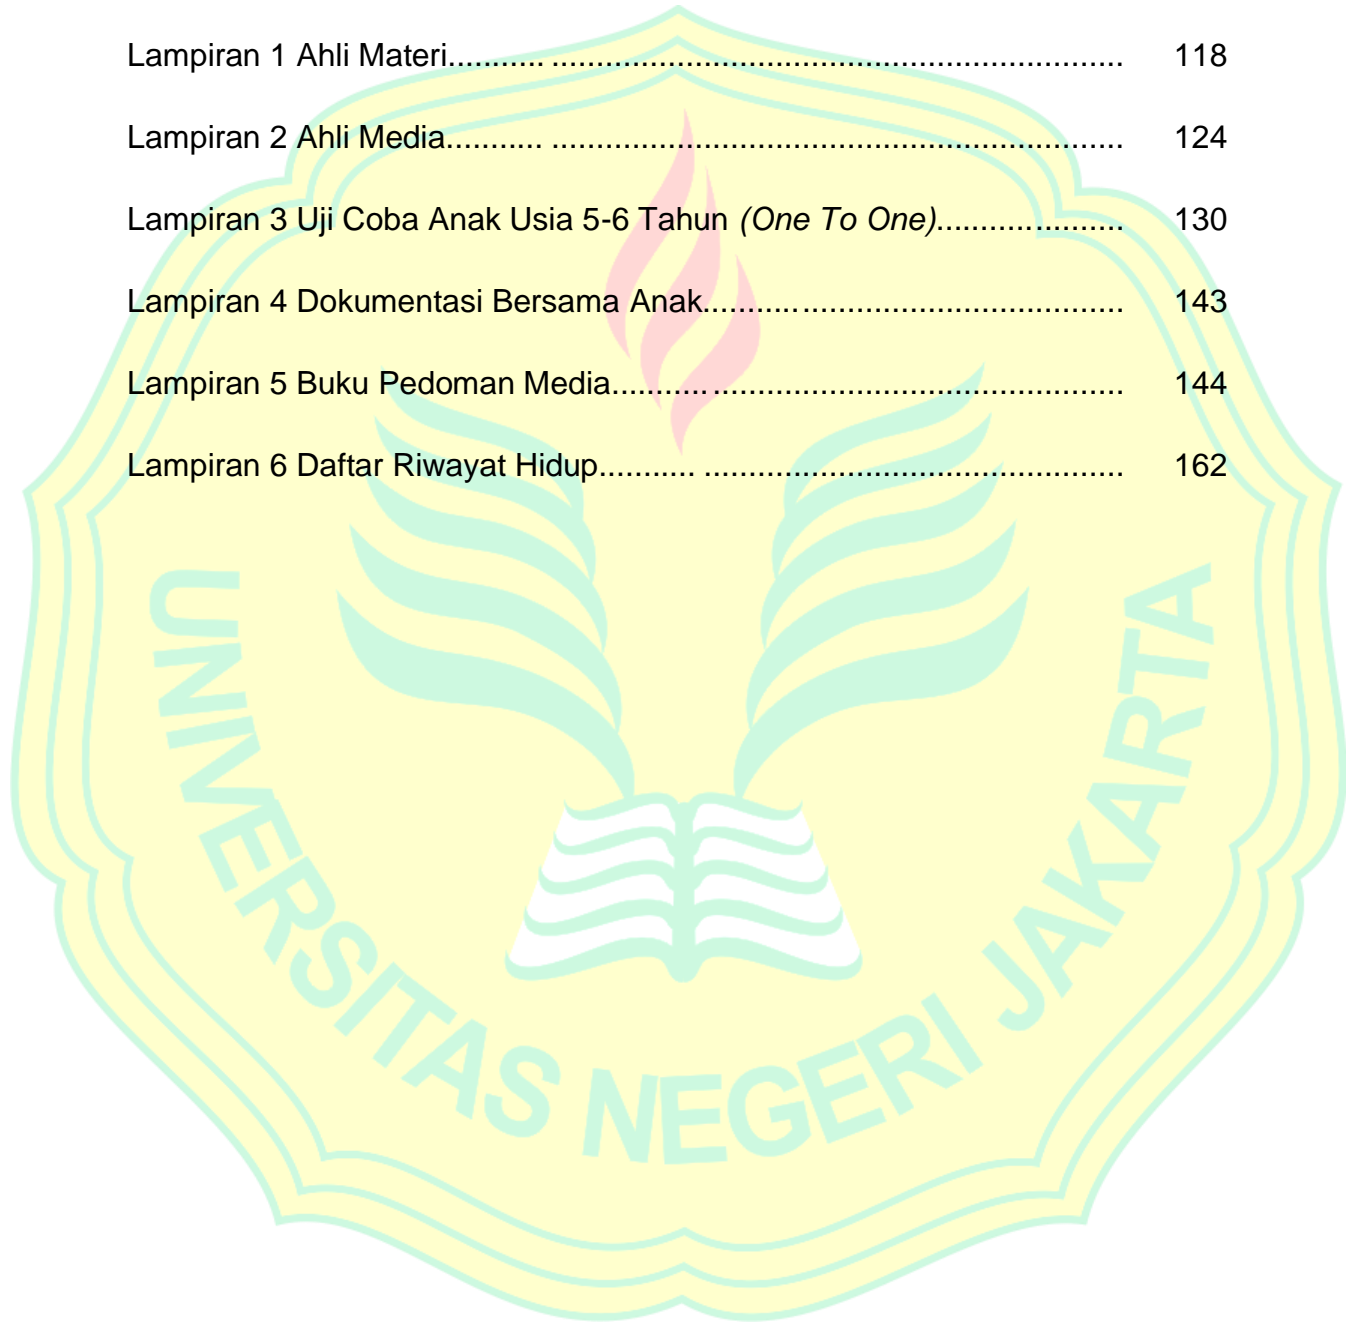 Lampiran 1 Ahli Materi........... ................................................................ 118
Lampiran 2 Ahli Media........... ................................................................ 124
Lampiran 3 Uji Coba Anak Usia 5-6 Tahun (One To One)..................... 130
Lampiran 4 Dokumentasi Bersama Anak............................................... 143
Lampiran 5 Buku Pedoman Media......................................................... 144
Lampiran 6 Daftar Riwayat Hidup........... ............................................... 162
UNIVERSITAS NEGERI JAKARTA